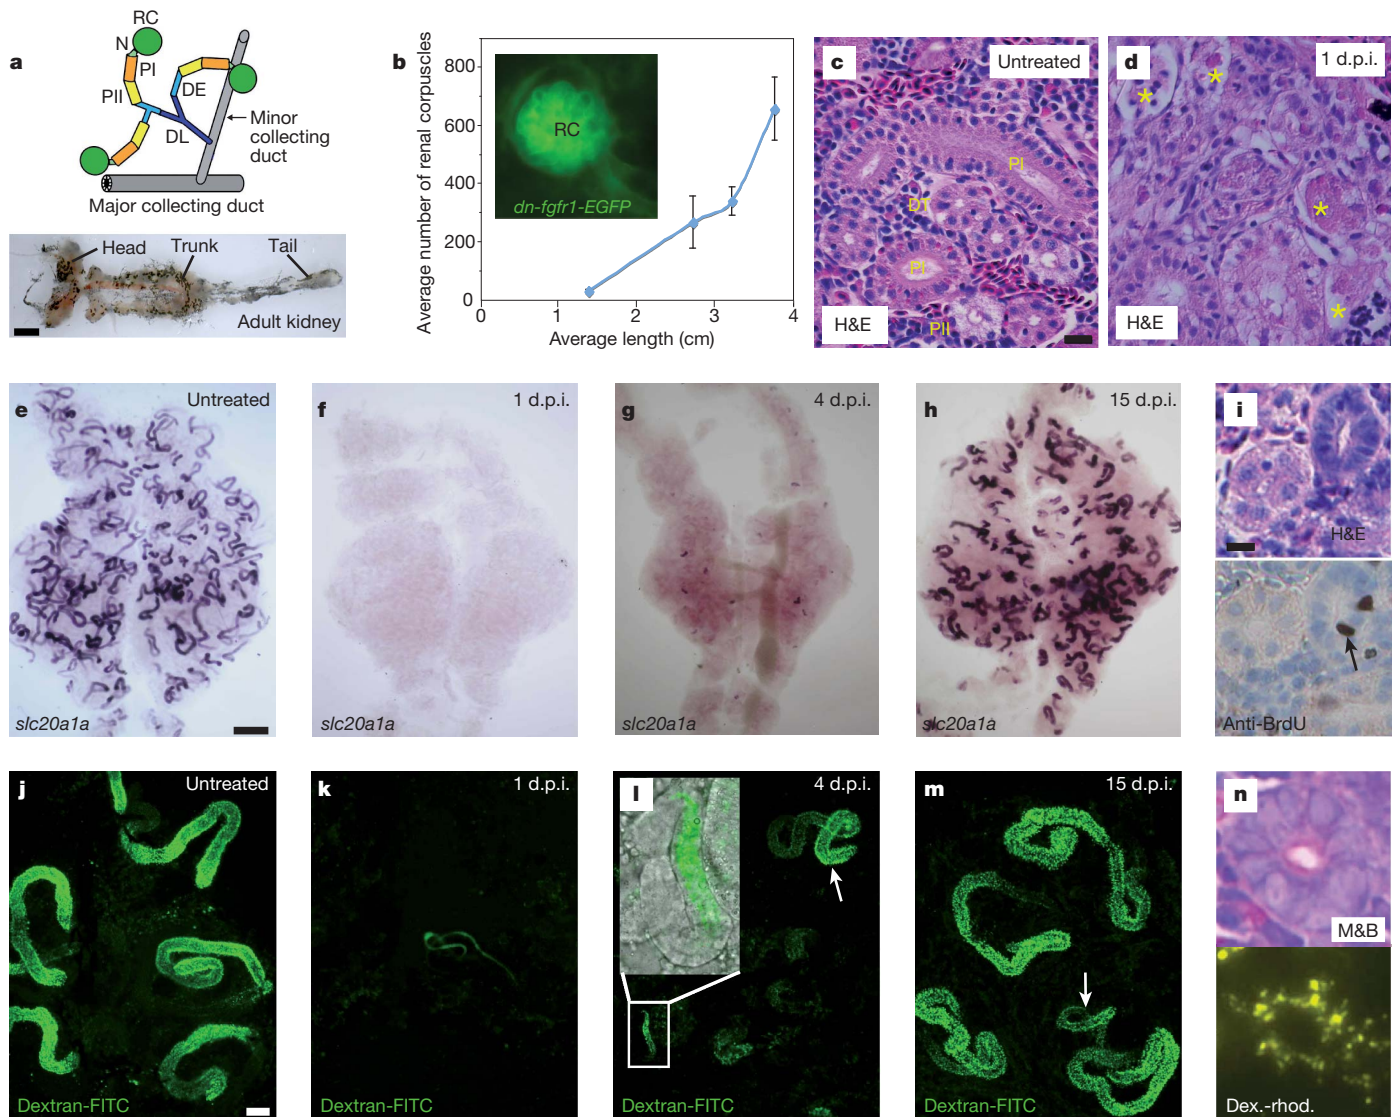 a
RC
N
PI
PII
DE
DL
Minor
collecting
duct
Major collecting duct
Head
Trunk
Tail
Adult kidney
b
Average number of renal corpuscles
800
600
400
200
0
0
1
2
3
4
Average length (cm)
RC
dn-fgfr1-EGFP
c
Untreated
PI
DT
PI
PII
H&E
d
1 d.p.i.
*
*
*
*
H&E
e
Untreated
slc20a1a
f
1 d.p.i.
slc20a1a
g
4 d.p.i.
slc20a1a
h
15 d.p.i.
slc20a1a
i
H&E
Anti-BrdU
j
Untreated
Dextran-FITC
k
1 d.p.i.
Dextran-FITC
l
4 d.p.i.
Dextran-FITC
m
15 d.p.i.
Dextran-FITC
n
M&B
Dex.-rhod.